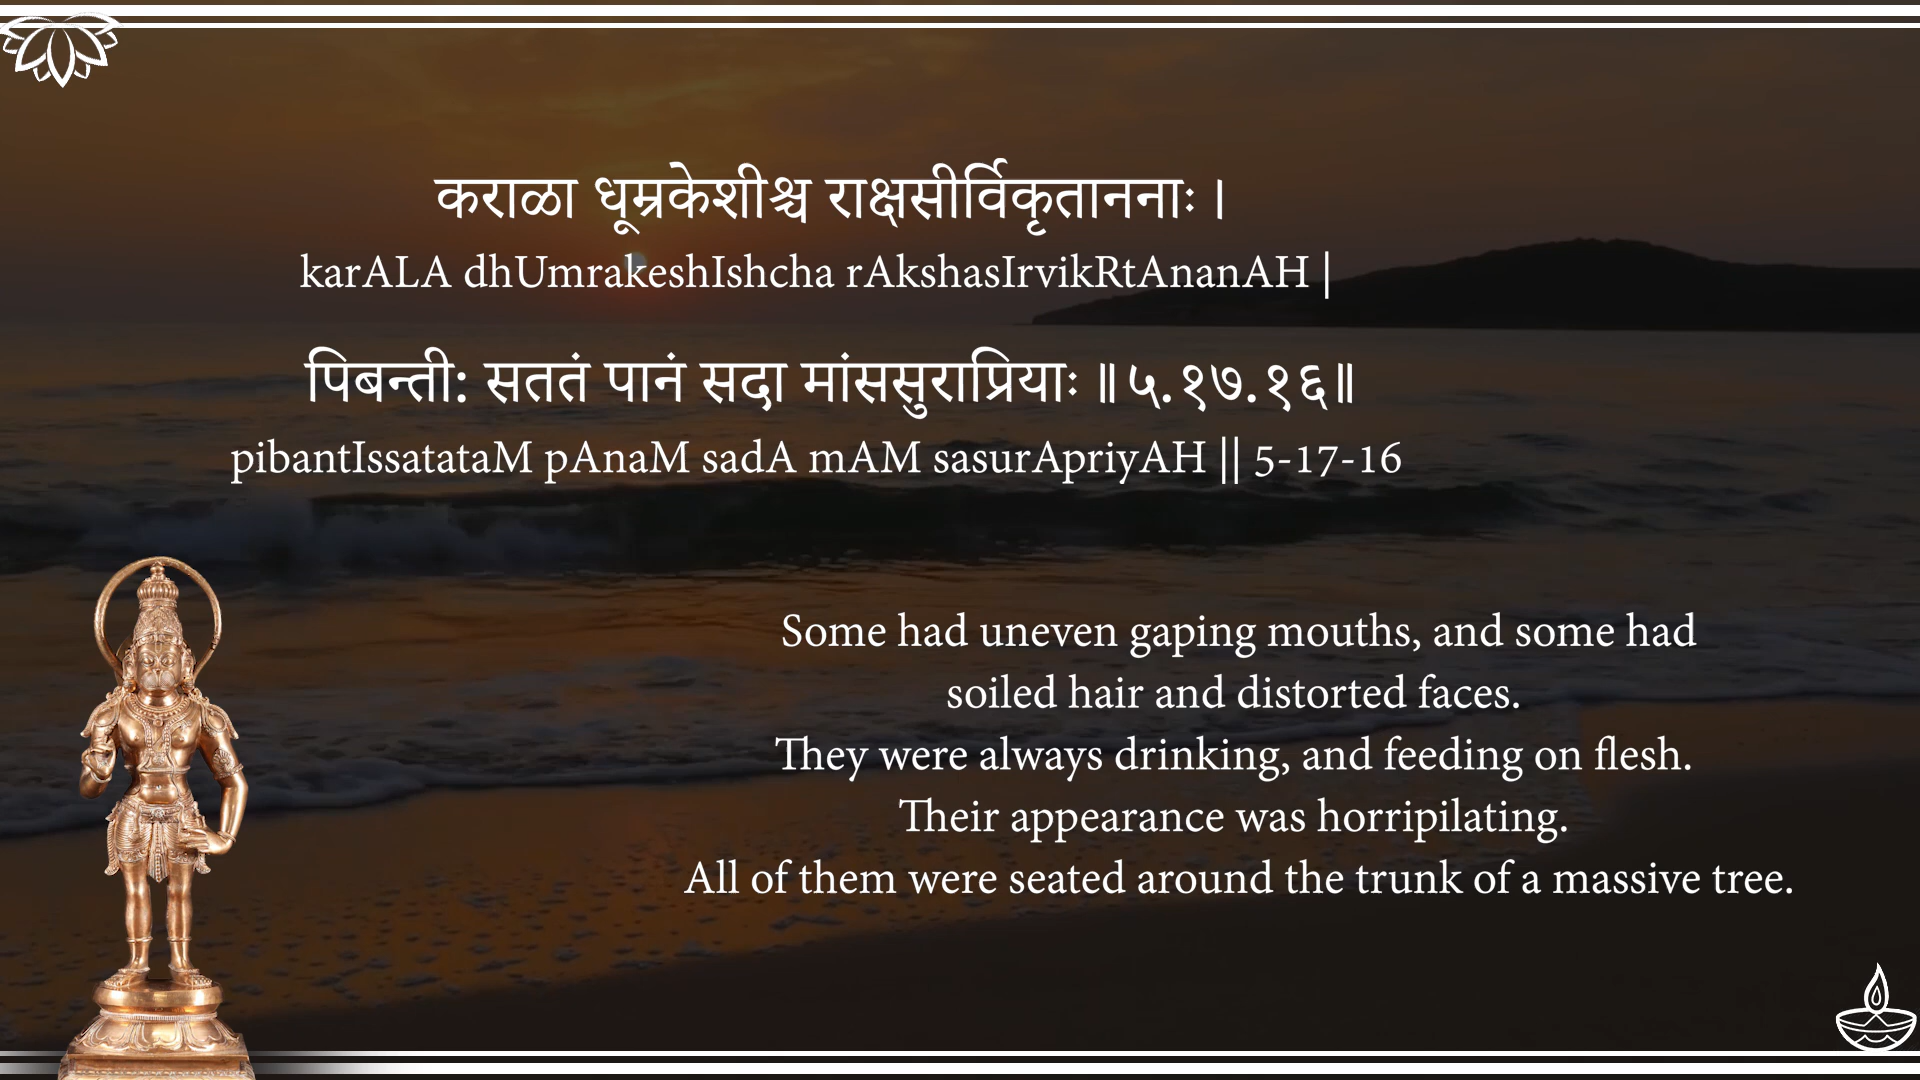 कराळा धूम्रकेशीश्च राक्षसीर्विकृताननाः ।
karALA dhUmrakeshIshcha rAkshasIrvikRtAnanAH |
पिबन्ती: सततं पानं सदा मांससुराप्रियाः ॥५.१७.१६॥
pibantIssatataM pAnaM sadA mAM sasurApriyAH || 5-17-16
Some had uneven gaping mouths, and some had
soiled hair and distorted faces.
They were always drinking, and feeding on flesh.
Their appearance was horripilating.
All of them were seated around the trunk of a massive tree.